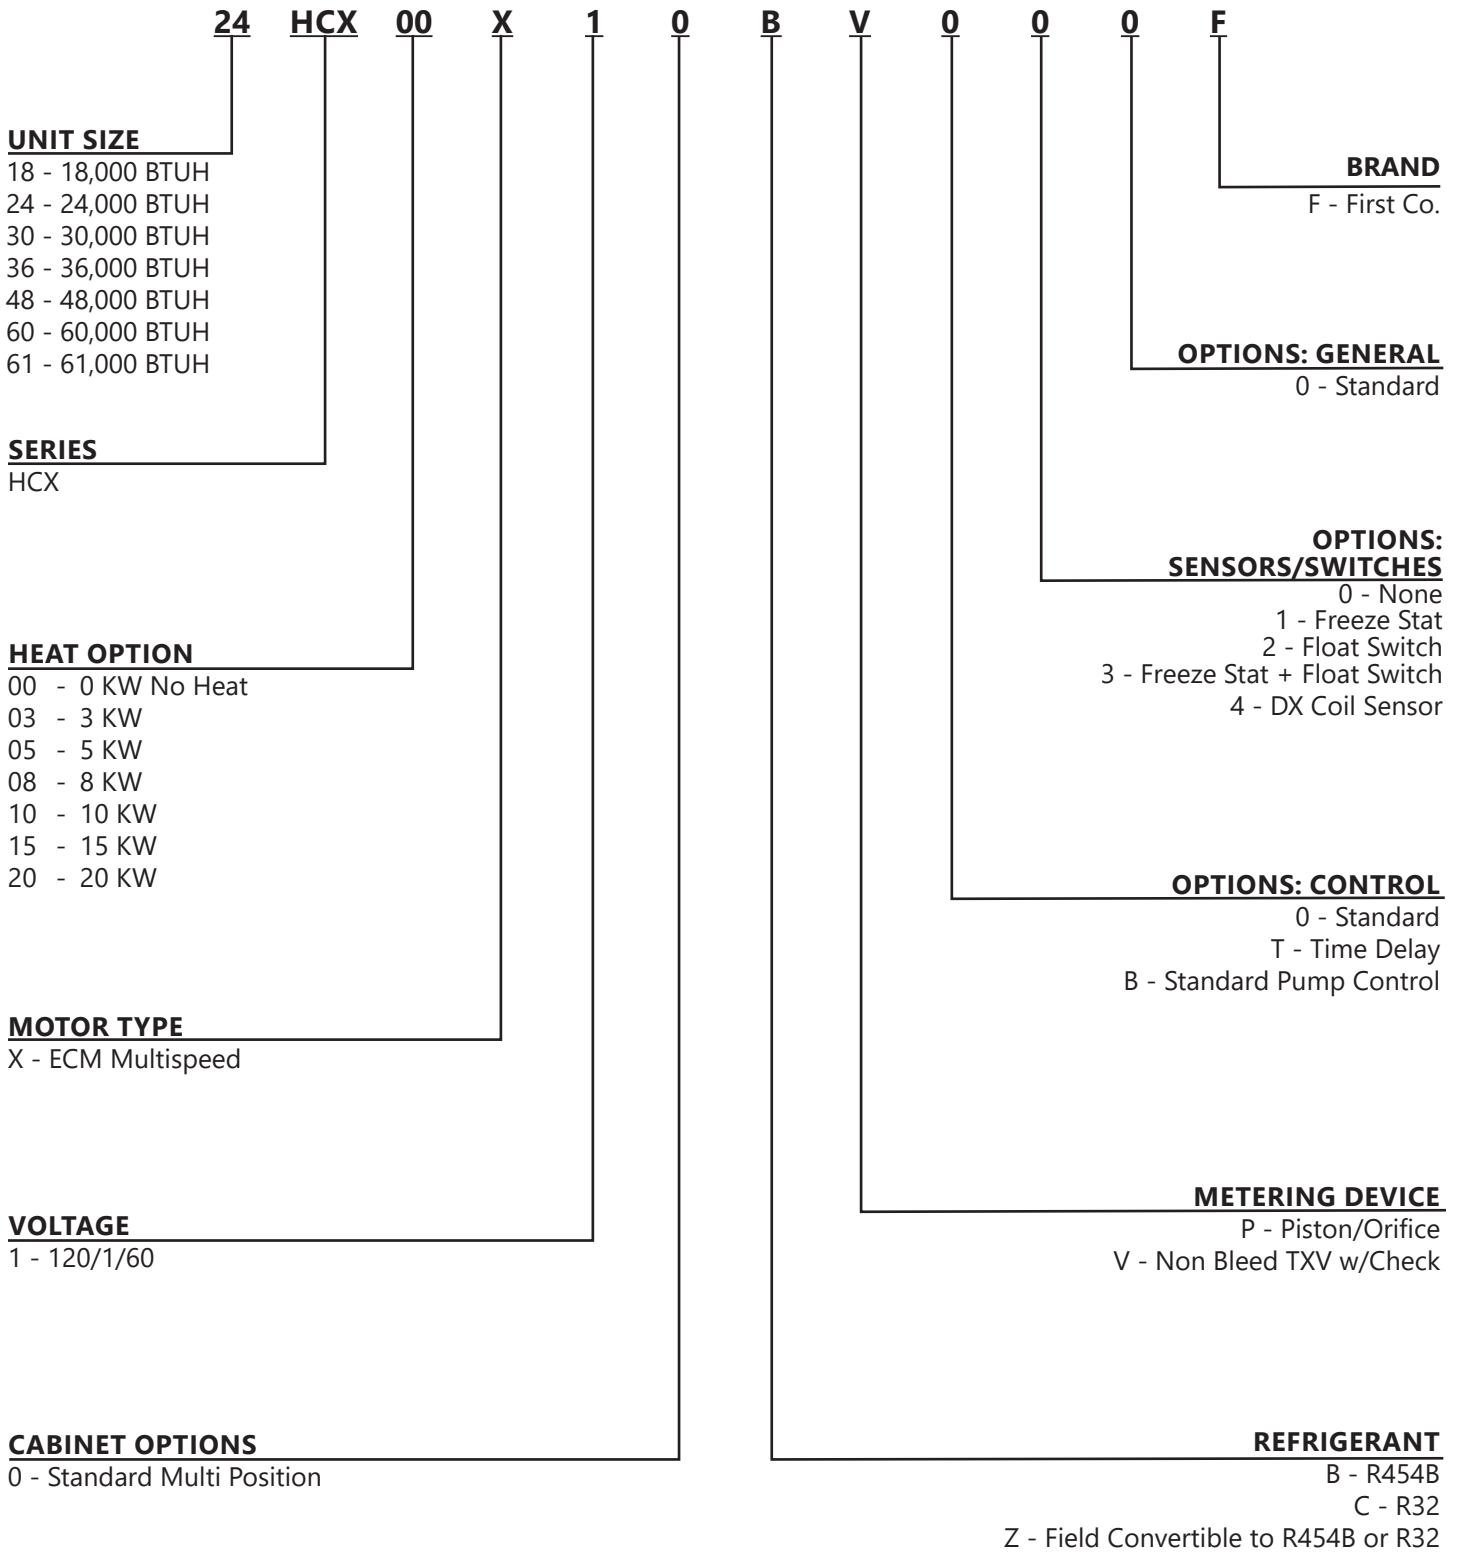 24 HCX 00 X 1 0 B V 0 0 0 F
UNIT SIZE
18 - 18,000 BTUH
24 - 24,000 BTUH
30 - 30,000 BTUH
36 - 36,000 BTUH
48 - 48,000 BTUH
60 - 60,000 BTUH
61 - 61,000 BTUH
SERIES
HCX
HEAT OPTION
00 - 0 KW No Heat
03 - 3 KW
05 - 5 KW
08 - 8 KW
10 - 10 KW
15 - 15 KW
20 - 20 KW
MOTOR TYPE
X - ECM Multispeed
VOLTAGE
1 - 120/1/60
CABINET OPTIONS
0 - Standard Multi Position
BRAND
F - First Co.
OPTIONS: GENERAL
0 - Standard
OPTIONS:
SENSORS/SWITCHES
0 - None
1 - Freeze Stat
2 - Float Switch
3 - Freeze Stat + Float Switch
4 - DX Coil Sensor
OPTIONS: CONTROL
0 - Standard
T - Time Delay
B - Standard Pump Control
METERING DEVICE
P - Piston/Orifice
V - Non Bleed TXV w/Check
REFRIGERANT
B - R454B
C - R32
Z - Field Convertible to R454B or R32